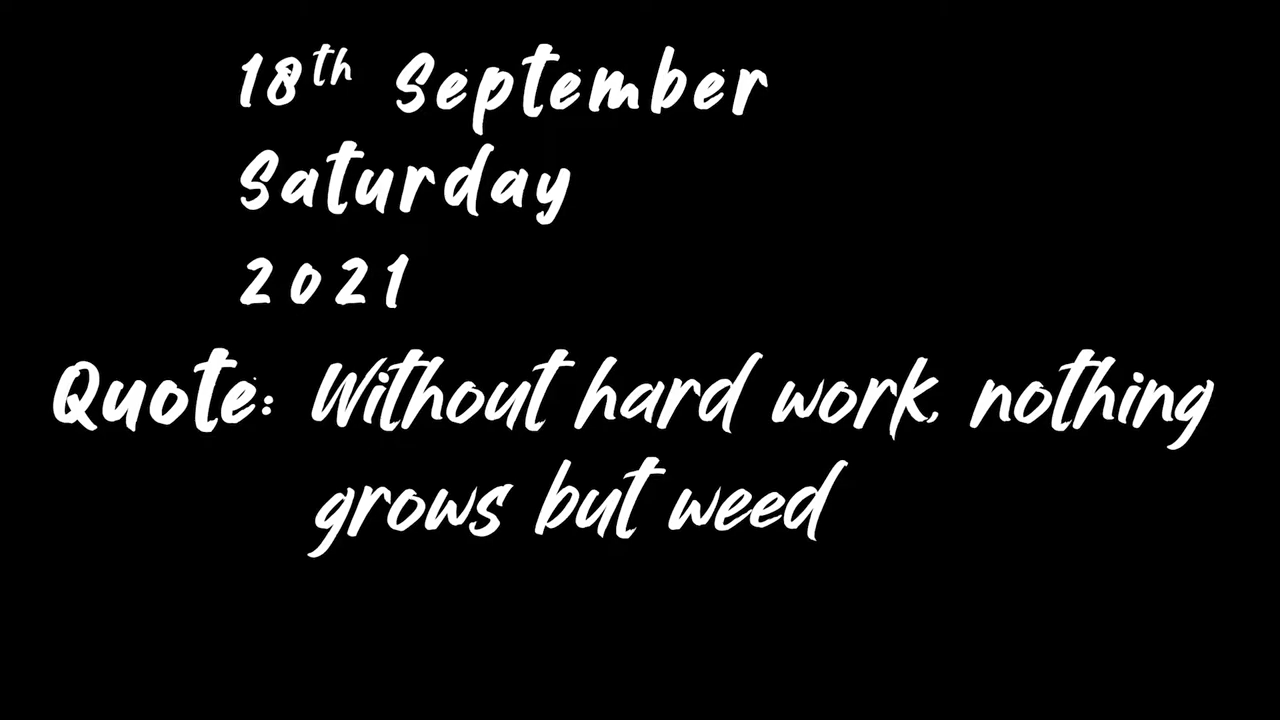 18th September
Saturday
2021
Quote: Without hard work, nothing
grows but weed